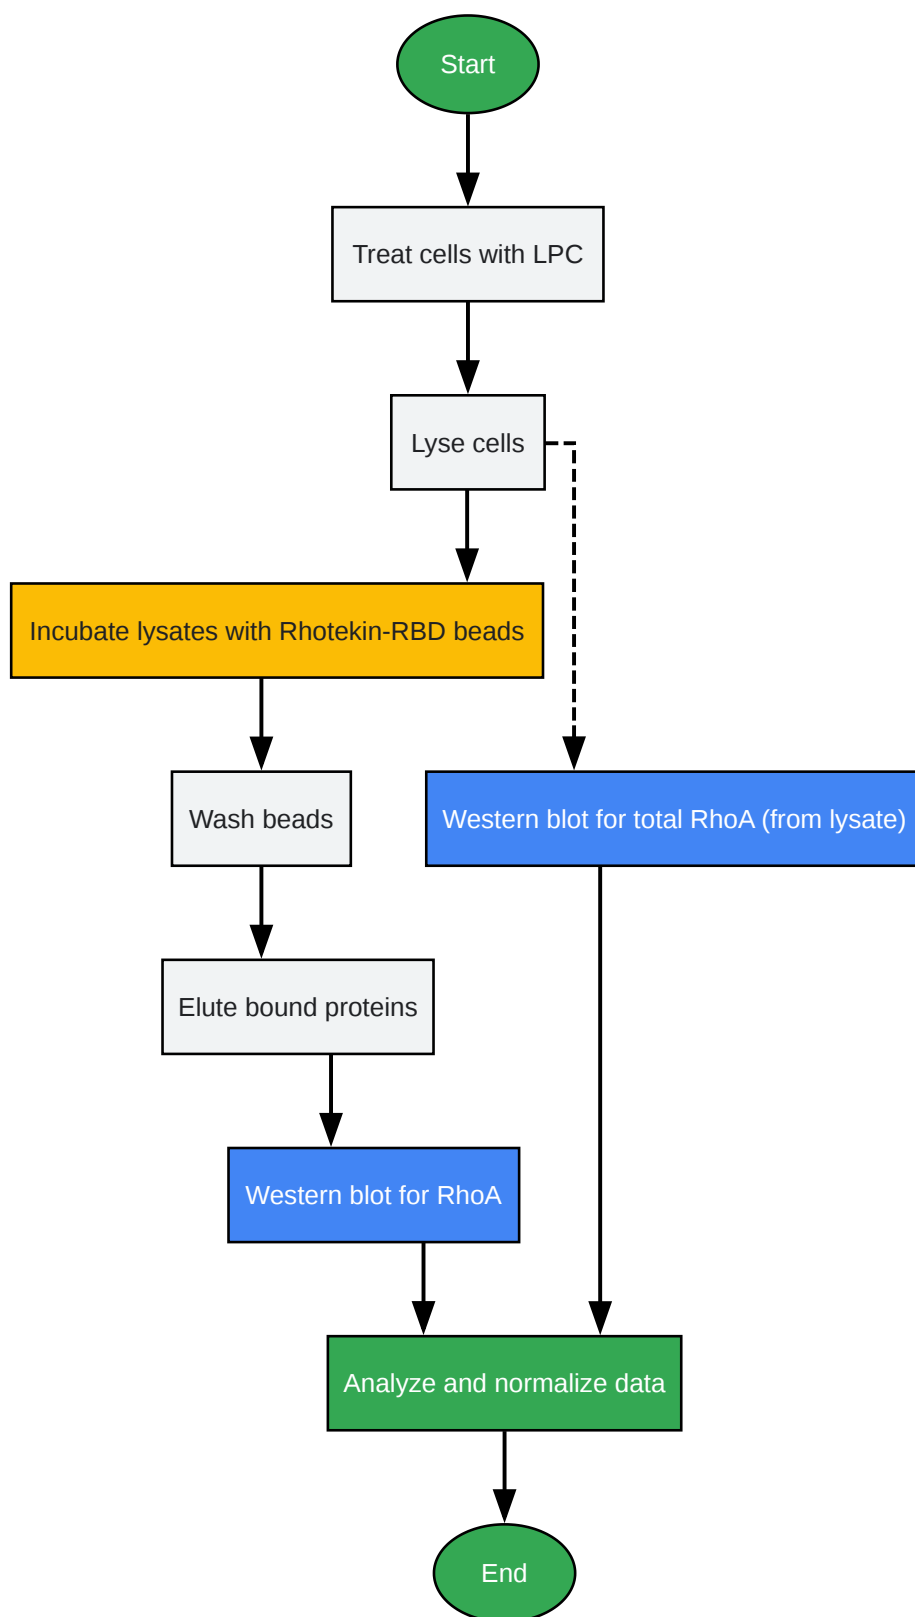 Start
Treat cells with LPC
Lyse cells
Incubate lysates with Rhotekin-RBD beads
Wash beads
Western blot for total RhoA (from lysate)
Elute bound proteins
Western blot for RhoA
Analyze and normalize data
End